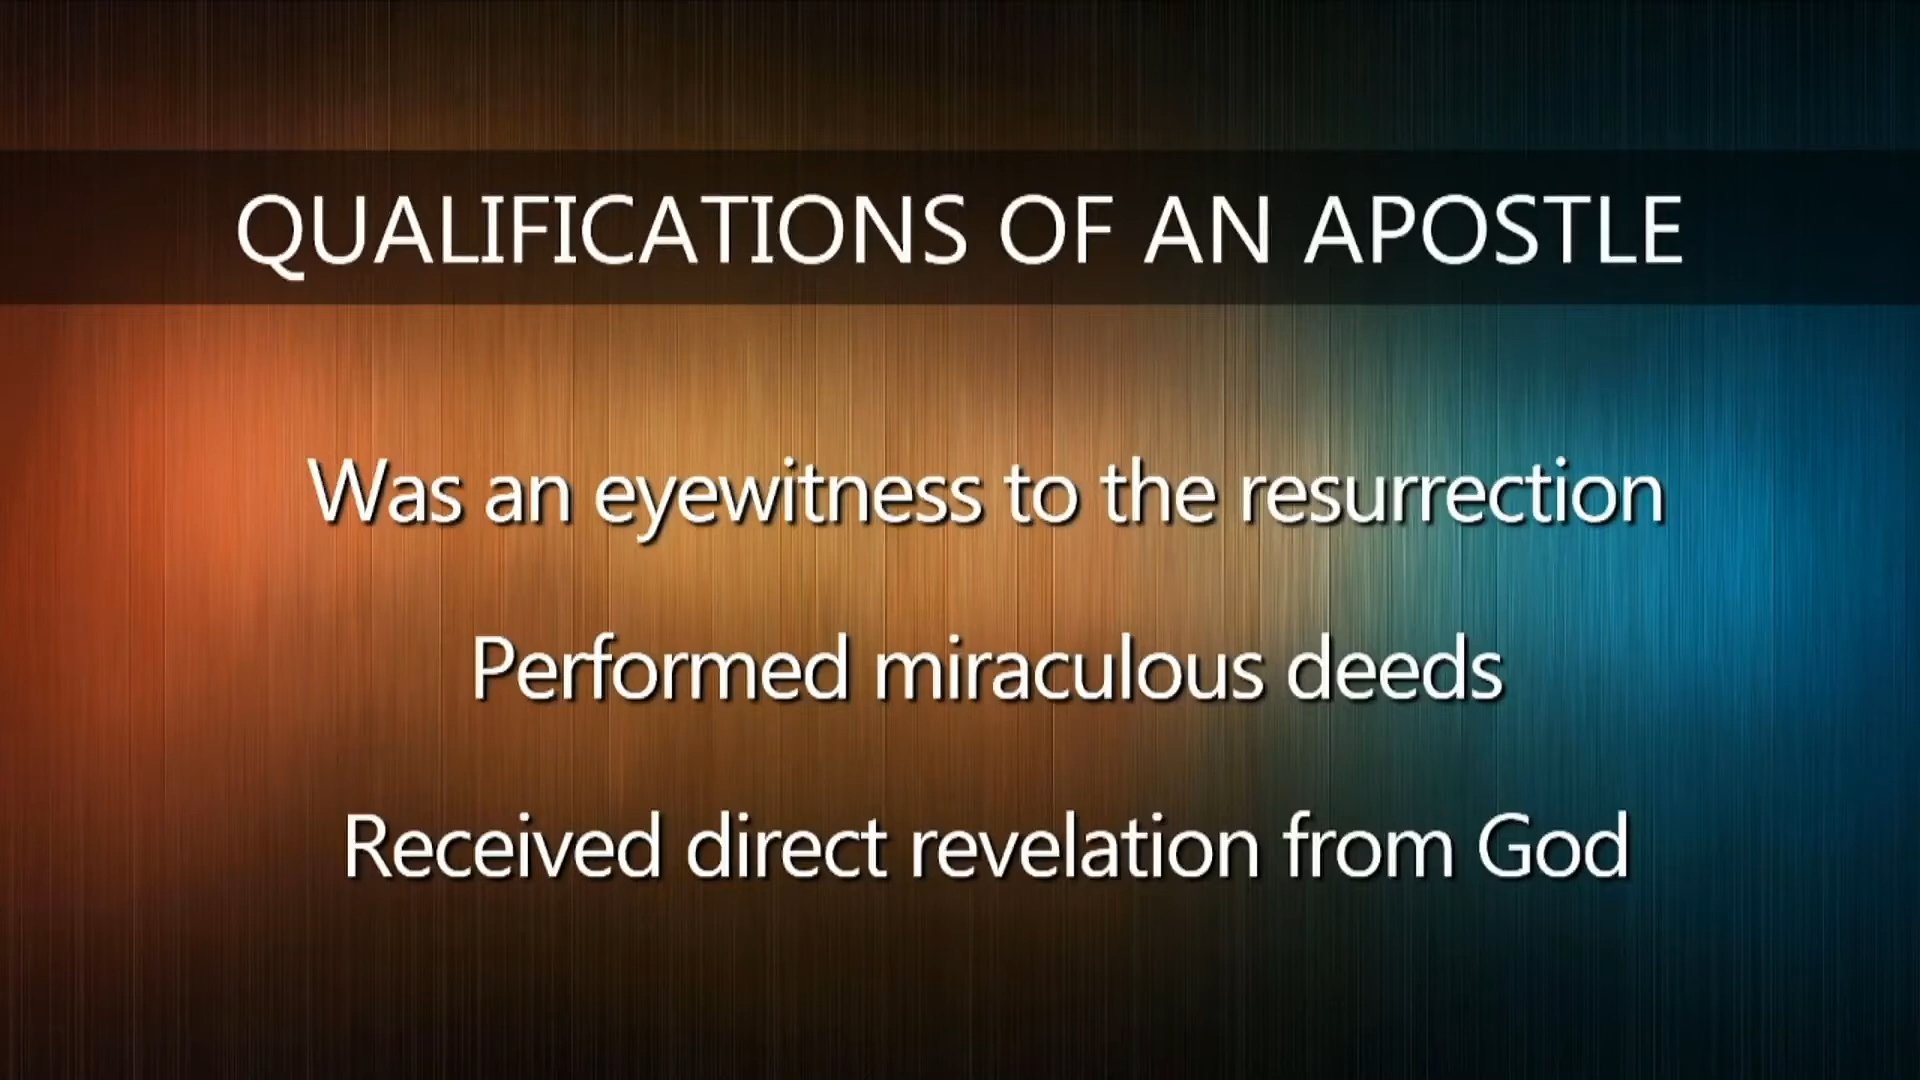 QUALIFICATIONS OF AN APOSTLE
Was an eyewitness to the resurrection
Performed miraculous deeds
Received direct revelation from God